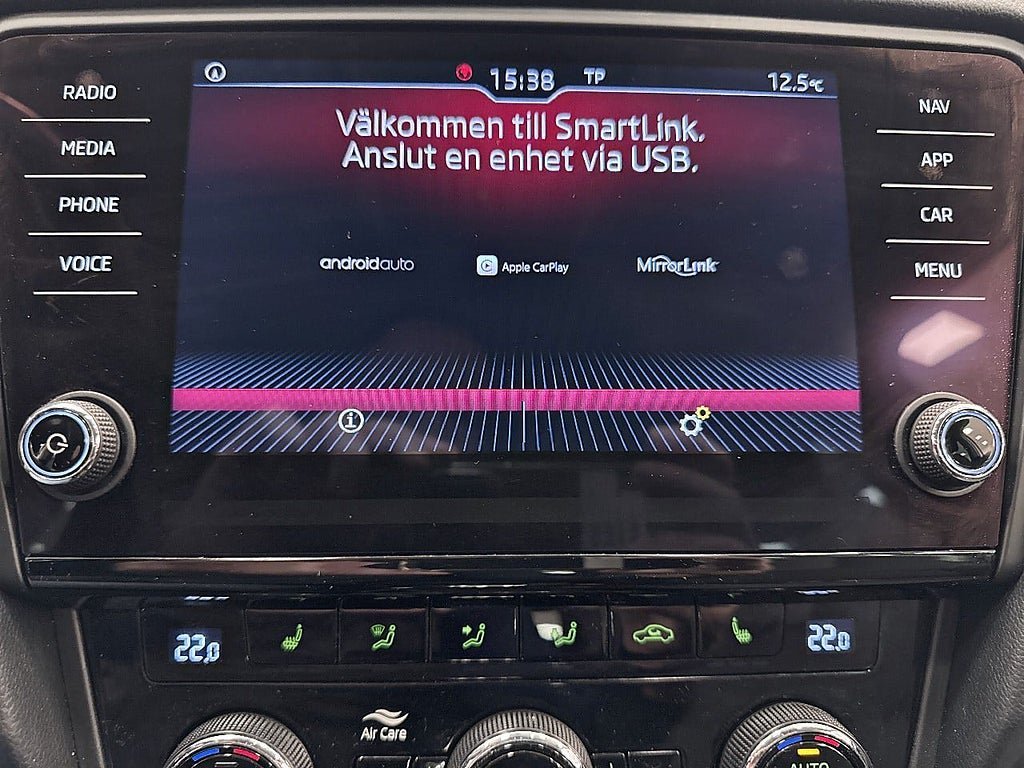 15:38 TP 12.5°C
RADIO
MEDIA
PHONE
VOICE
Välkommen till SmartLink.
Anslut en enhet via USB.
androidauto Apple CarPlay MirrorLink
NAV
APP
CAR
MENU
22.0
22.0
Air Care
AUTO